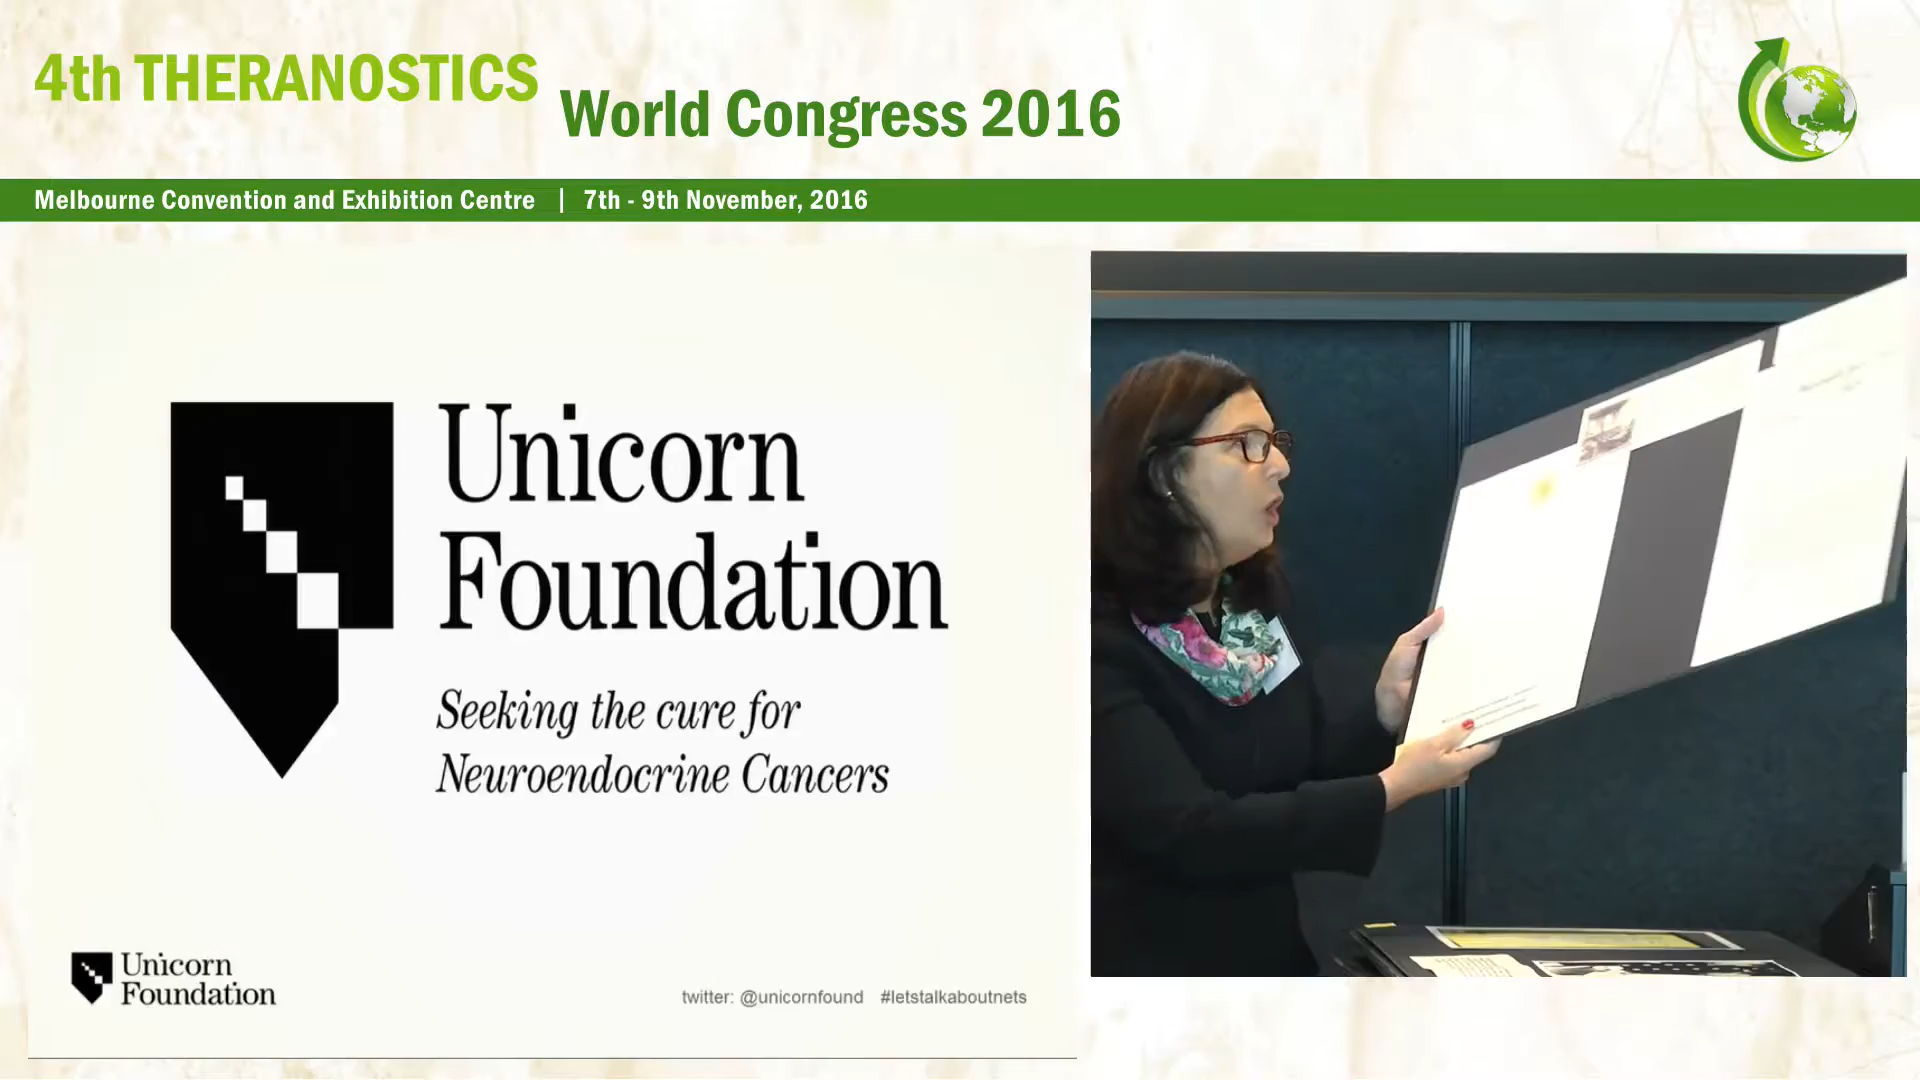 4th THERANOSTICS
World Congress 2016
Melbourne Convention and Exhibition Centre | 7th - 9th November, 2016
Unicorn
Foundation
Seeking the cure for
Neuroendocrine Cancers
Unicorn
Foundation
twitter: @unicornfound #letstalkaboutnets